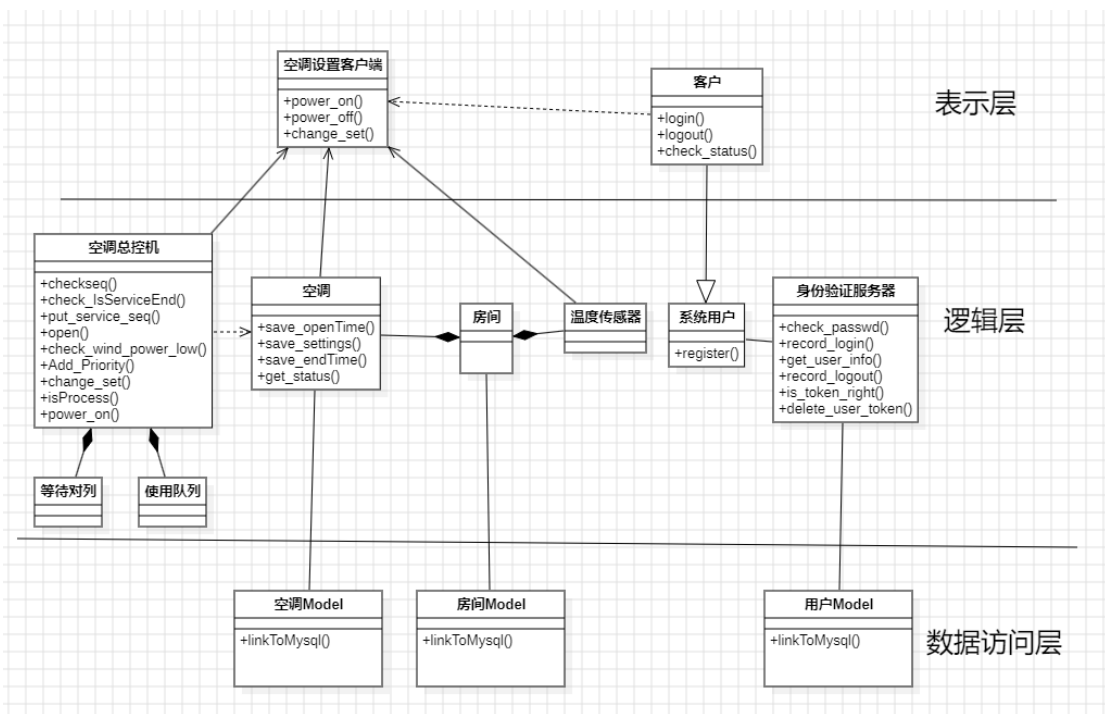 空调设置客户端
+power_on()
+power_off()
+change_set()
客户
+login()
+logout()
+check_status()
表示层
空调总控机
+checkseq()
+check_IsServiceEnd()
+put_service_seq()
+open()
+check_wind_power_low()
+Add_Priority()
+change_set()
+isProcess()
+power_on()
空调
+save_openTime()
+save_settings()
+save_endTime()
+get_status()
房间
温度传感器
系统用户
+register()
身份验证服务器
+check_passwd()
+record_login()
+get_user_info()
+record_logout()
+is_token_right()
+delete_user_token()
逻辑层
等待对列
使用队列
空调Model
+linkToMysql()
房间Model
+linkToMysql()
用户Model
+linkToMysql()
数据访问层